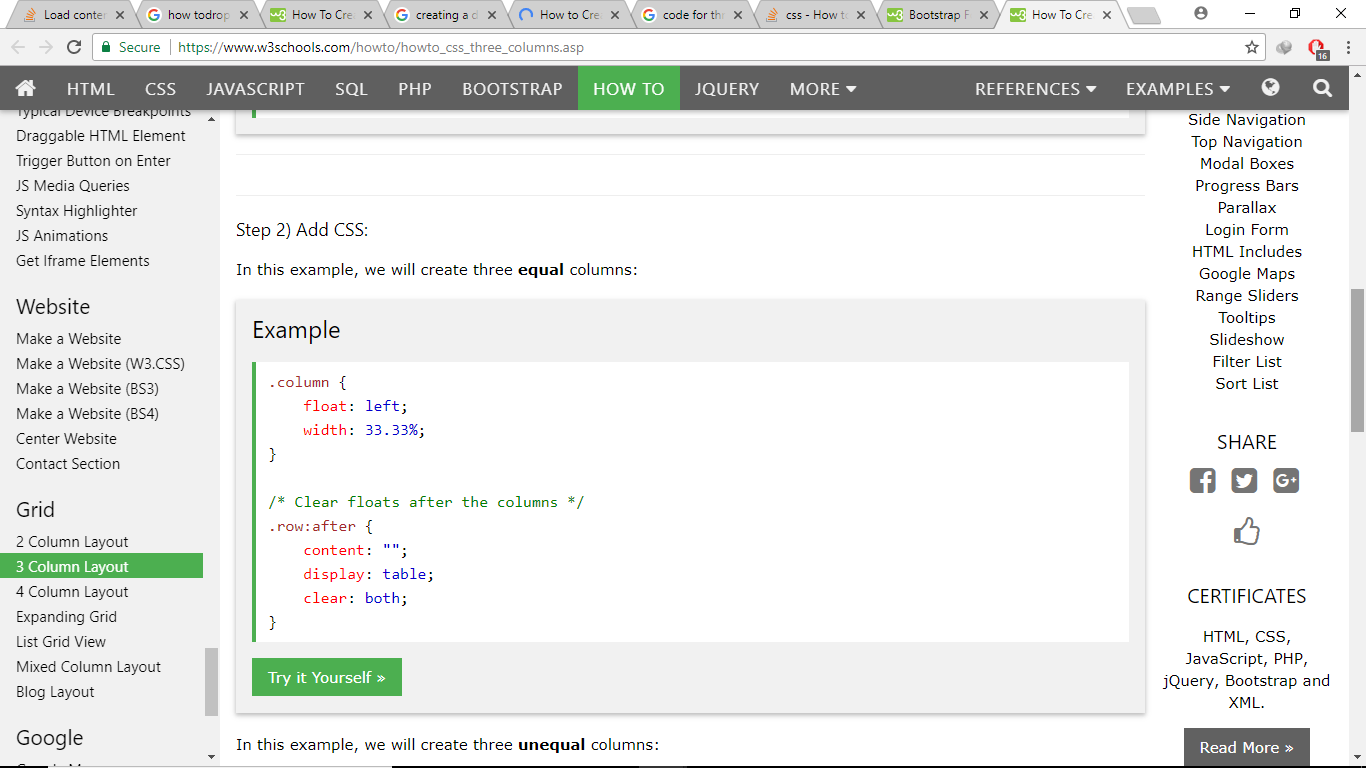 Load conten
how todrop
How To Cre
creating a d
How to Cre
code for thr
css - How to
Bootstrap F
How To Cre
Secure
https://www.w3schools.com/howto/howto_css_three_columns.asp
16
HTML CSS JAVASCRIPT SQL PHP BOOTSTRAP HOW TO JQUERY MORE REFERENCES EXAMPLES
Typical Device Breakpoints
Draggable HTML Element
Trigger Button on Enter
JS Media Queries
Syntax Highlighter
JS Animations
Get Iframe Elements
Website
Make a Website
Make a Website (W3.CSS)
Make a Website (BS3)
Make a Website (BS4)
Center Website
Contact Section
Grid
2 Column Layout
3 Column Layout
4 Column Layout
Expanding Grid
List Grid View
Mixed Column Layout
Blog Layout
Google
Step 2) Add CSS:
In this example, we will create three equal columns:
Example
.column {
float: left;
width: 33.33%;
}
/* Clear floats after the columns */
.row:after {
content: "";
display: table;
clear: both;
}
Try it Yourself »
In this example, we will create three unequal columns:
Side Navigation
Top Navigation
Modal Boxes
Progress Bars
Parallax
Login Form
HTML Includes
Google Maps
Range Sliders
Tooltips
Slideshow
Filter List
Sort List
SHARE
CERTIFICATES
HTML, CSS,
JavaScript, PHP,
jQuery, Bootstrap and
XML.
Read More »